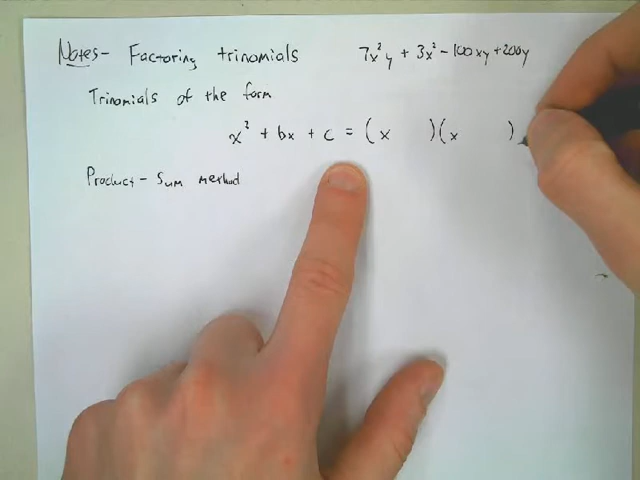 Notes- Factoring trinomials
7x²y + 3x² - 100xy + 200y
Trinomials of the form
x² + bx + c = (x    )(x    )
Product - Sum method